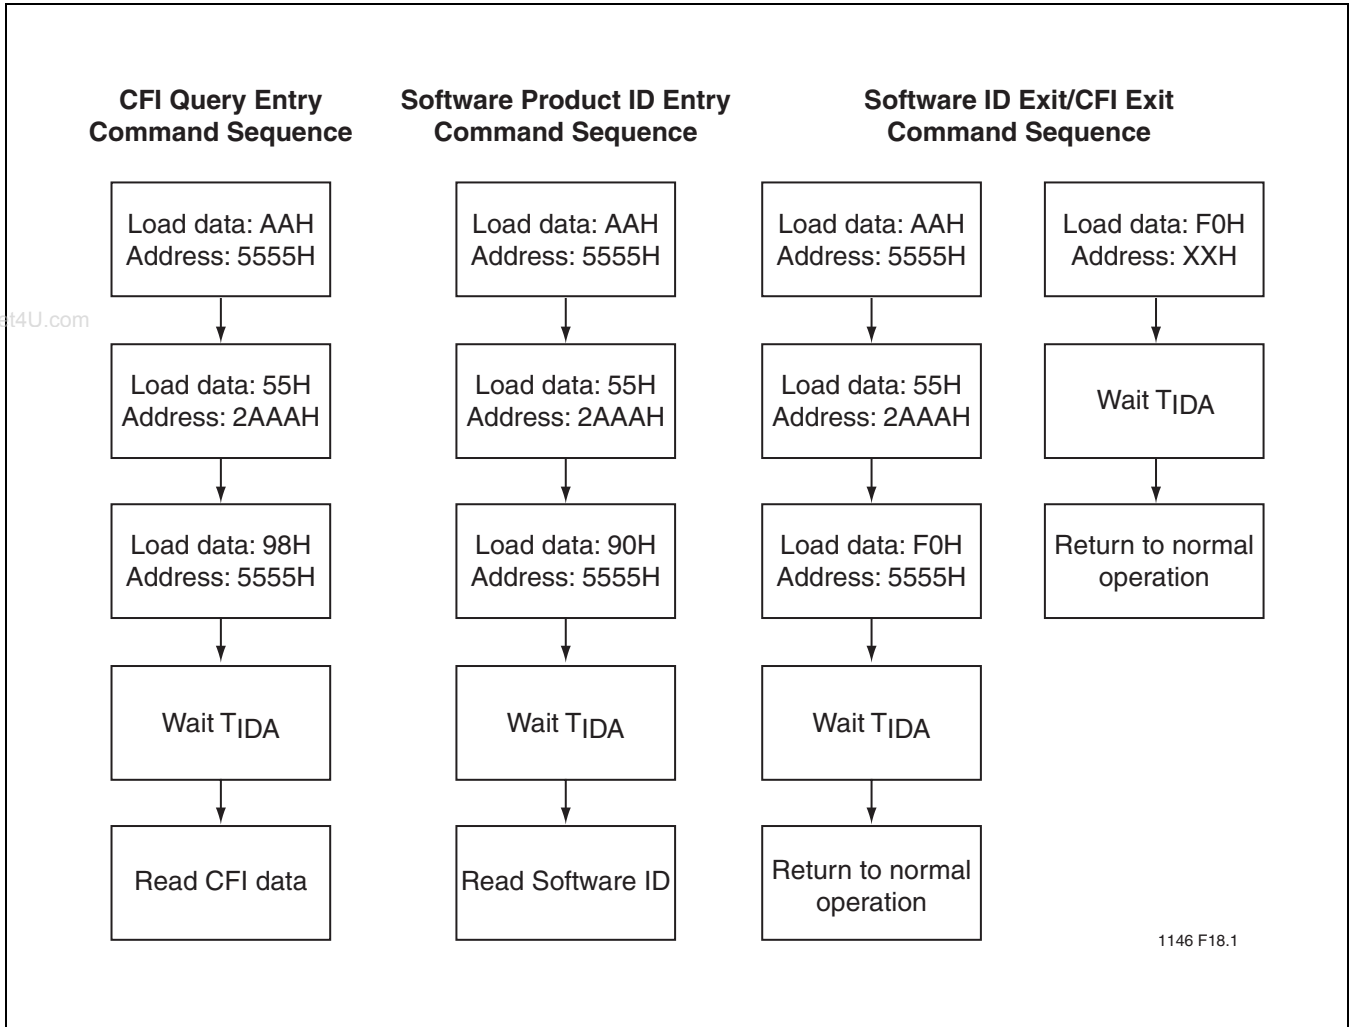 CFI Query Entry
Command Sequence
Load data: AAH
Address: 5555H
Load data: 55H
Address: 2AAAH
Load data: 98H
Address: 5555H
Wait TIDA
Read CFI data
Software Product ID Entry
Command Sequence
Load data: AAH
Address: 5555H
Load data: 55H
Address: 2AAAH
Load data: 90H
Address: 5555H
Wait TIDA
Read Software ID
Software ID Exit/CFI Exit
Command Sequence
Load data: AAH
Address: 5555H
Load data: 55H
Address: 2AAAH
Load data: F0H
Address: 5555H
Wait TIDA
Return to normal
operation
Load data: F0H
Address: XXH
Wait TIDA
Return to normal
operation
1146 F18.1
et4U.com